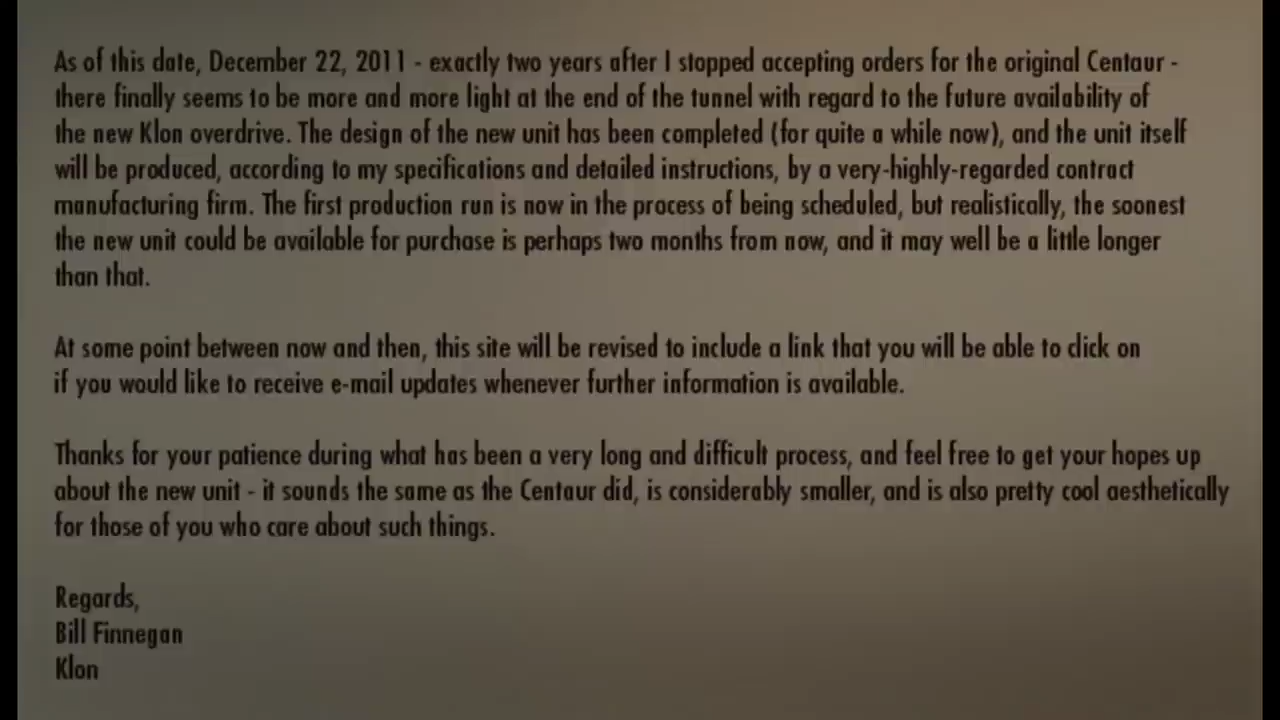 As of this date, December 22, 2011 - exactly two years after I stopped accepting orders for the original Centaur -
there finally seems to be more and more light at the end of the tunnel with regard to the future availability of
the new Klon overdrive. The design of the new unit has been completed (for quite a while now), and the unit itself
will be produced, according to my specifications and detailed instructions, by a very-highly-regarded contract
manufacturing firm. The first production run is now in the process of being scheduled, but realistically, the soonest
the new unit could be available for purchase is perhaps two months from now, and it may well be a little longer
than that.
At some point between now and then, this site will be revised to include a link that you will be able to click on
if you would like to receive e-mail updates whenever further information is available.
Thanks for your patience during what has been a very long and difficult process, and feel free to get your hopes up
about the new unit - it sounds the same as the Centaur did, is considerably smaller, and is also pretty cool aesthetically
for those of you who care about such things.
Regards,
Bill Finnegan
Klon